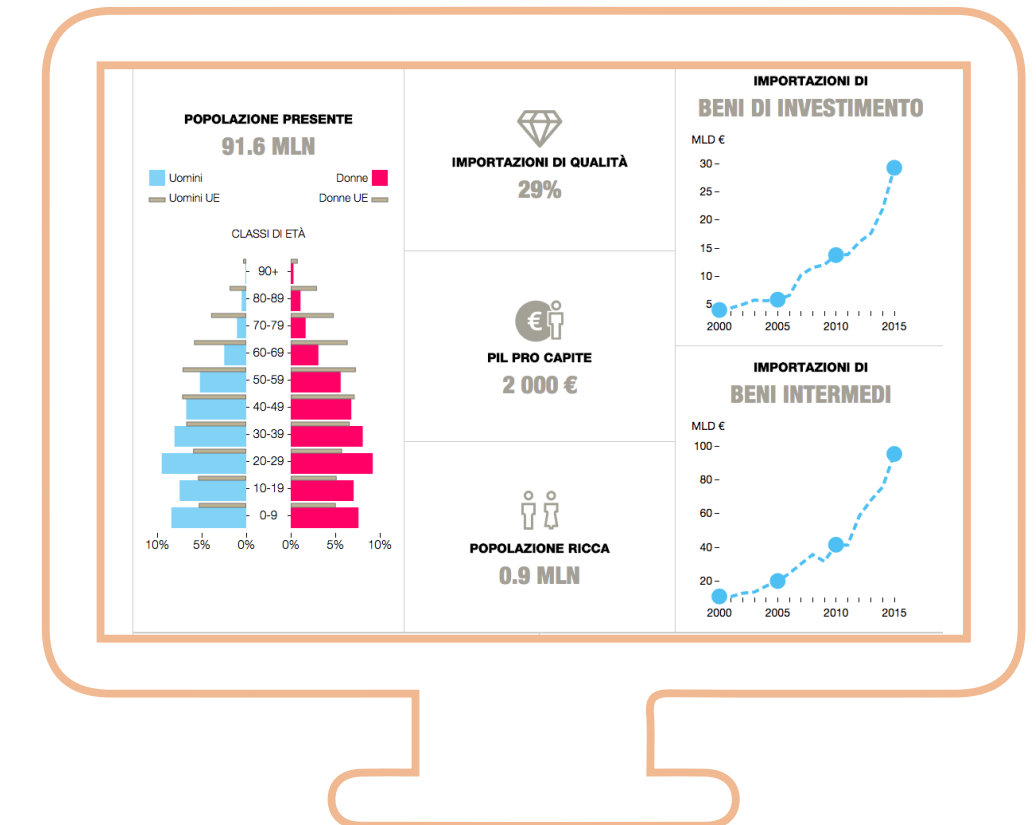 POPOLAZIONE PRESENTE
91.6 MLN
Uomini
Donne
Uomini UE
Donne UE
CLASSI DI ETÀ
90+
80-89
70-79
60-69
50-59
40-49
30-39
20-29
10-19
0-9
10% 5% 0% 0% 5% 10%
IMPORTAZIONI DI QUALITÀ
29%
€
PIL PRO CAPITE
2 000 €
POPOLAZIONE RICCA
0.9 MLN
IMPORTAZIONI DI
BENI DI INVESTIMENTO
MLD €
30
25
20
15
10
5
2000 2005 2010 2015
IMPORTAZIONI DI
BENI INTERMEDI
MLD €
100
80
60
40
20
2000 2005 2010 2015